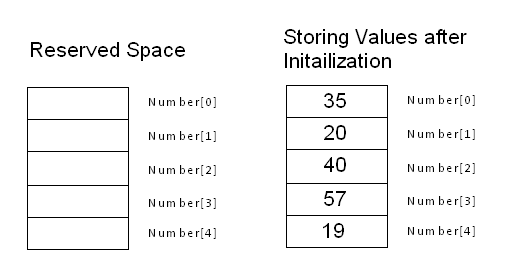 Reserved Space
Number[0]
Number[1]
Number[2]
Number[3]
Number[4]
Storing Values after
Initailization
35 Number[0]
20 Number[1]
40 Number[2]
57 Number[3]
19 Number[4]